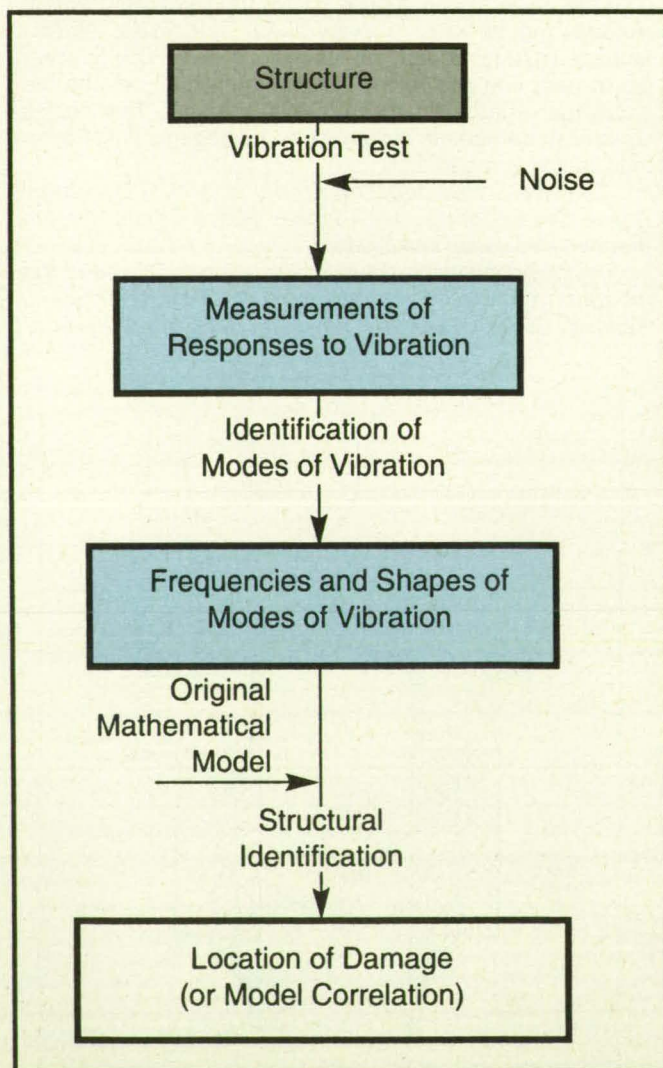 Structure
Vibration Test
Noise
Measurements of
Responses to Vibration
Identification of
Modes of Vibration
Frequencies and Shapes of
Modes of Vibration
Original
Mathematical
Model
Structural
Identification
Location of Damage
(or Model Correlation)